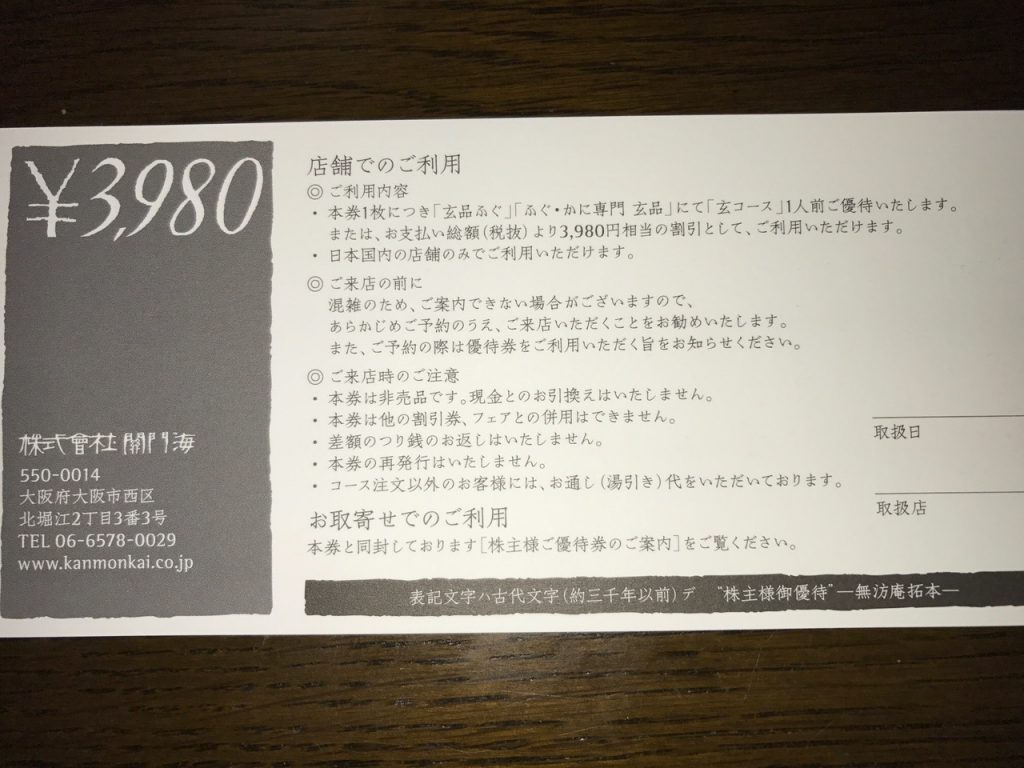 ¥3,980
株式會社 關門海
550-0014
大阪府大阪市西区
北堀江2丁目3番3号
TEL 06-6578-0029
www.kanmonkai.co.jp
店舗でのご利用
◎ ご利用内容
・ 本券1枚につき「玄品ふぐ」「ふぐ・かに専門 玄品」にて「玄コース」1人前ご優待いたします。
または、お支払い総額(税抜)より3,980円相当の割引として、ご利用いただけます。
・ 日本国内の店舗のみでご利用いただけます。
◎ ご来店の前に
混雑のため、ご案内できない場合がございますので、
あらかじめご予約のうえ、ご来店いただくことをお勧めいたします。
また、ご予約の際は優待券をご利用いただく旨をお知らせください。
◎ ご来店時のご注意
・ 本券は非売品です。現金とのお引換えはいたしません。
・ 本券は他の割引券、フェアとの併用はできません。
・ 差額のつり銭のお返しはいたしません。
・ 本券の再発行はいたしません。
・ コース注文以外のお客様には、お通し(湯引き)代をいただいております。
お取寄せでのご利用
本券と同封しております[株主様ご優待券のご案内]をご覧ください。
取扱日
取扱店
表記文字ハ古代文字(約三千年以前)デ “株主様御優待”―無汸庵拓本―